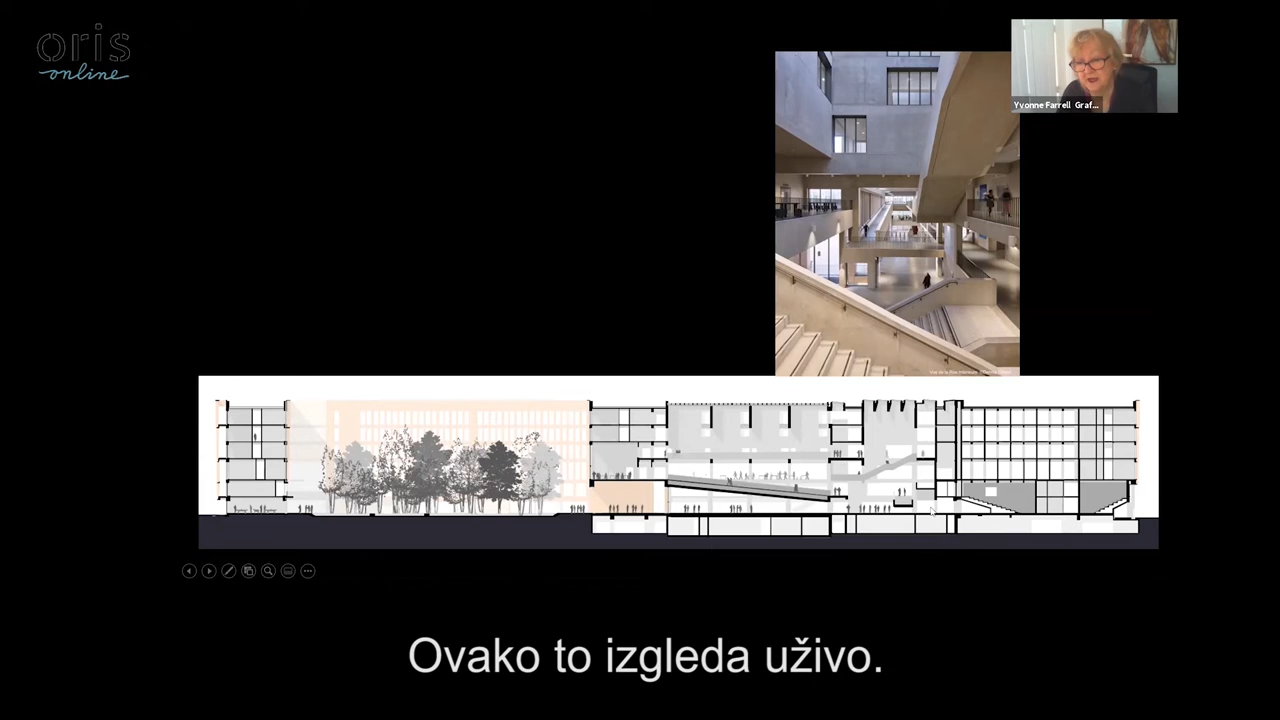 oris
online
Yvonne Farrell Graf...
Ovako to izgleda uživo.